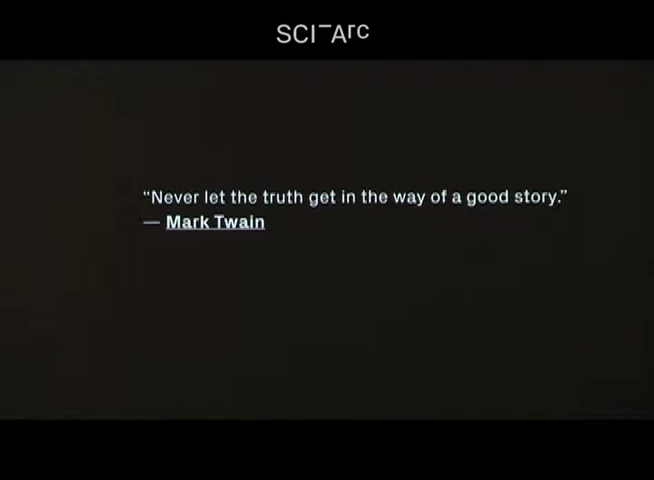 SCI-Arc
“Never let the truth get in the way of a good story.”
— Mark Twain